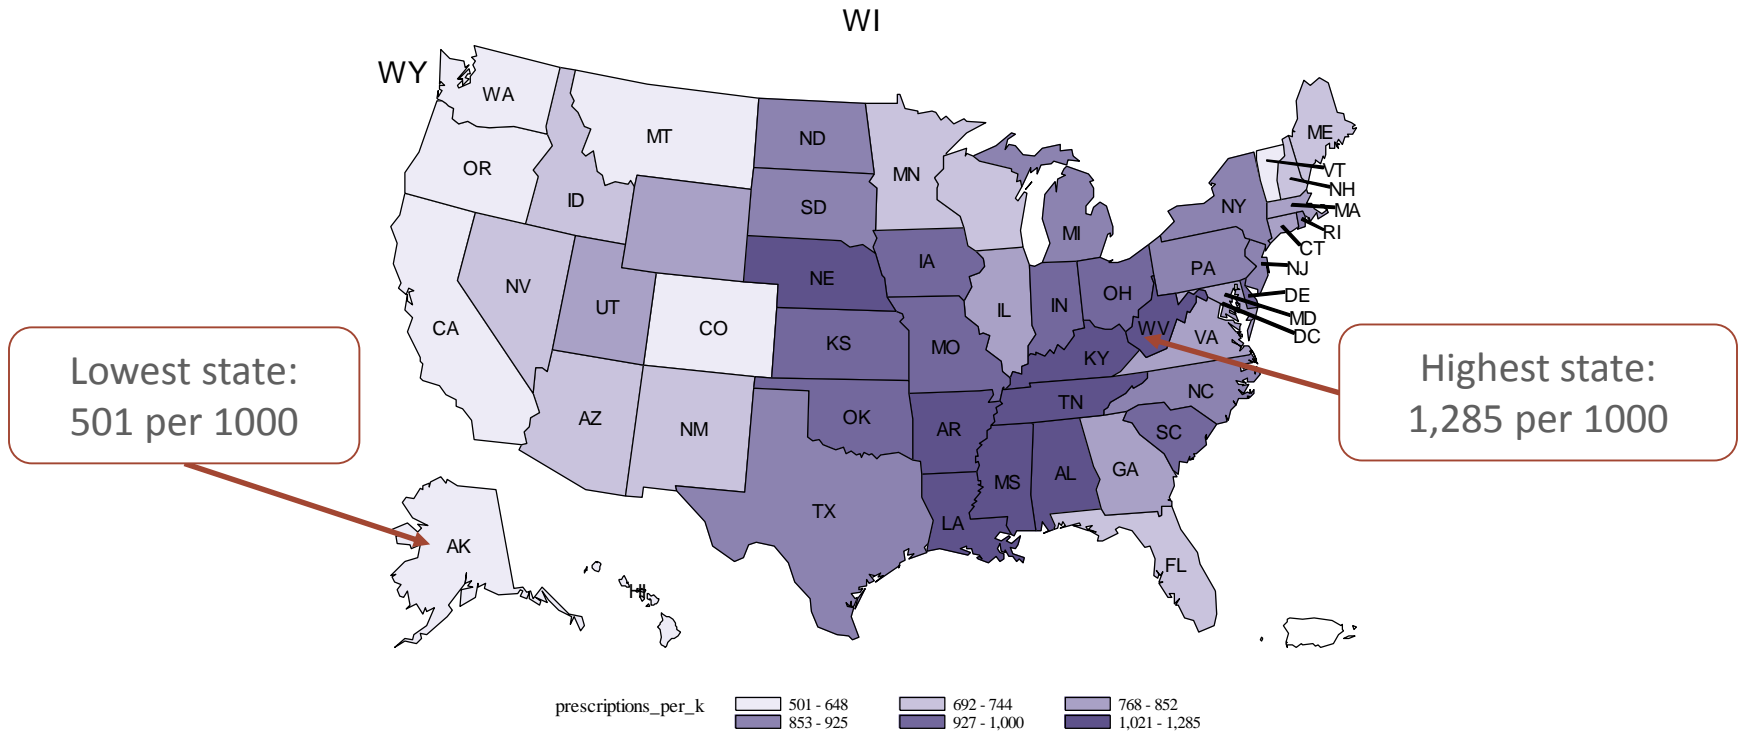 WI
WY
WA
MT
ND
ME
OR
MN
VT
ID
NH
SD
NY
MA
MI
RI
CT
IA
PA
NJ
NE
NV
UT
OH
IN
IL
DE
MD
CA
CO
WV
VA
DC
KS
MO
KY
Lowest state:
501 per 1000
Highest state:
1,285 per 1000
NC
TN
AZ
NM
OK
AR
SC
GA
MS
AL
TX
LA
AK
FL
HI
prescriptions_per_k
501 - 648
692 - 744
768 - 852
853 - 925
927 - 1,000
1,021 - 1,285